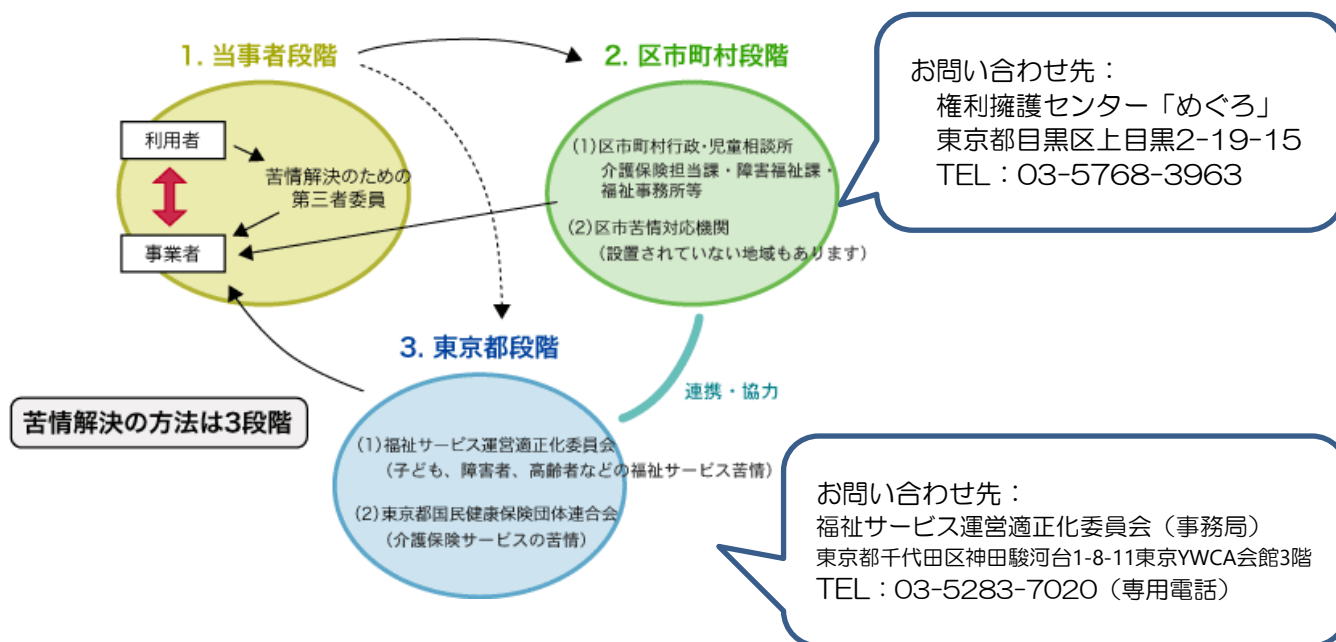 1. 当事者段階
利用者
苦情解決のための
第三者委員
事業者
2. 区市町村段階
(1)区市町村行政・児童相談所
介護保険担当課・障害福祉課・
福祉事務所等
(2)区市苦情対応機関
（設置されていない地域もあります）
お問い合わせ先：
権利擁護センター「めぐろ」
東京都目黒区上目黒2-19-15
TEL：03-5768-3963
3. 東京都段階
連携・協力
苦情解決の方法は3段階
(1)福祉サービス運営適正化委員会
（子ども、障害者、高齢者などの福祉サービス苦情）
(2)東京都国民健康保険団体連合会
（介護保険サービスの苦情）
お問い合わせ先：
福祉サービス運営適正化委員会（事務局）
東京都千代田区神田駿河台1-8-11東京YWCA会館3階
TEL：03-5283-7020（専用電話）